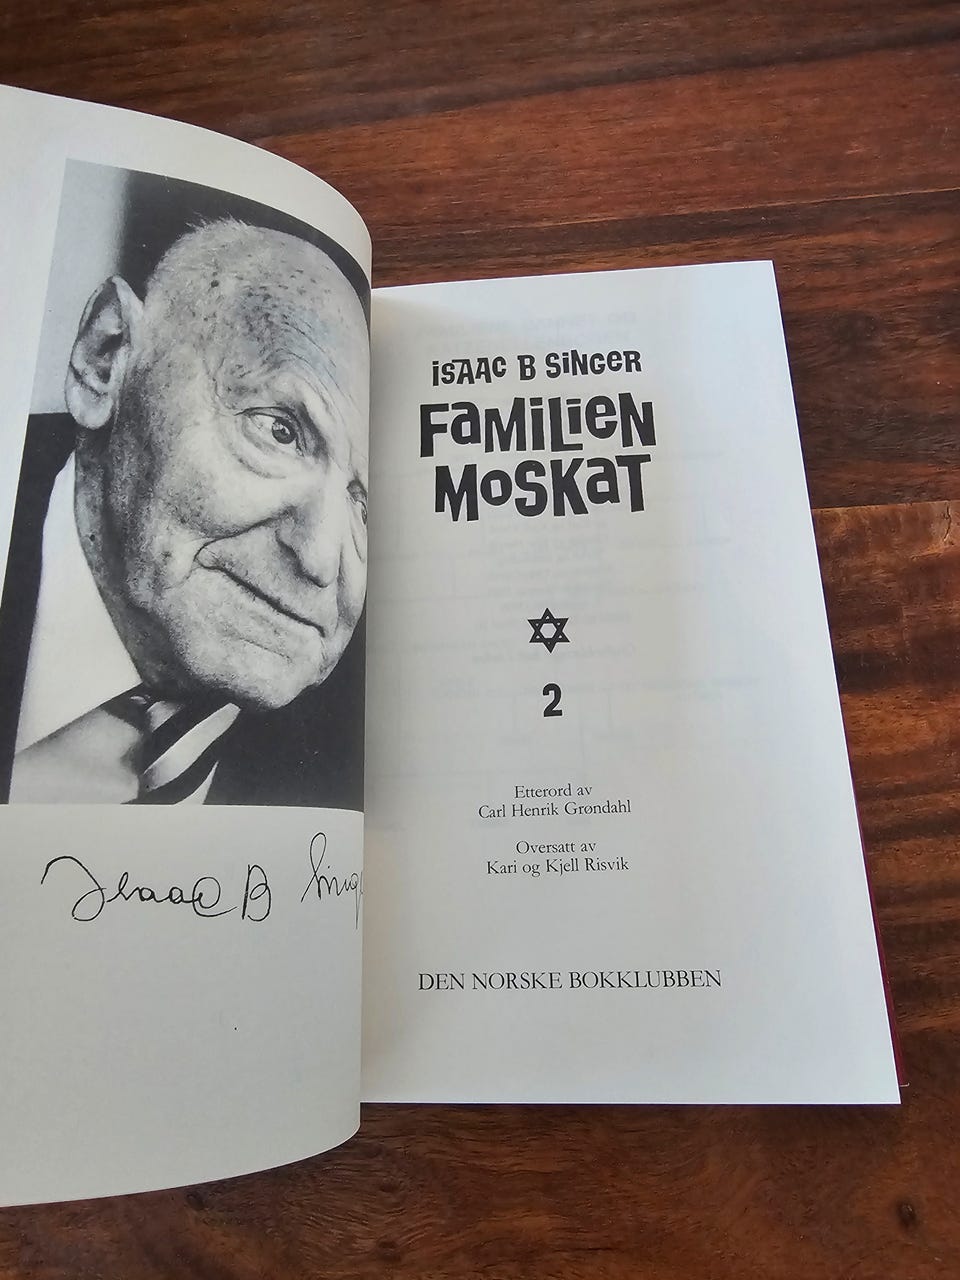 Isaac B Singe
ISAAC B SINGER
FAMILIEN
MOSKAT
2
Etterord av
Carl Henrik Grøndahl
Oversatt av
Kari og Kjell Risvik
DEN NORSKE BOKKLUBBEN